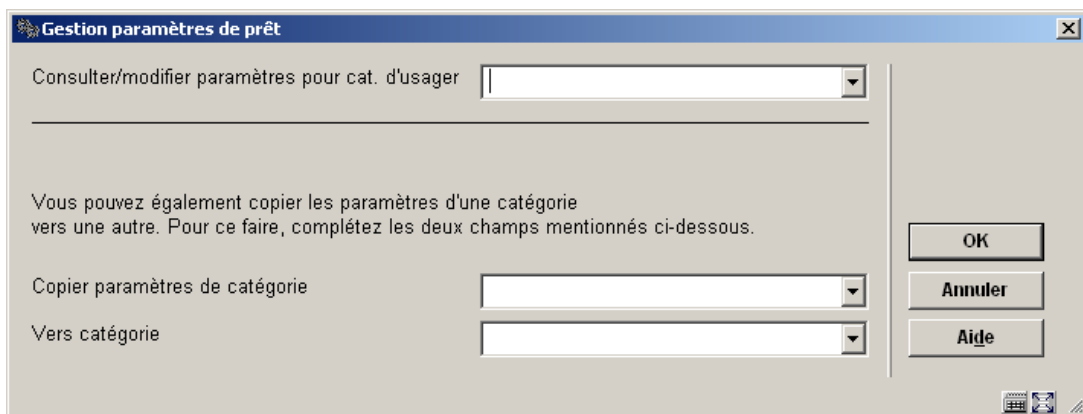 Gestion paramètres de prêt
Consulter/modifier paramètres pour cat. d'usager
Vous pouvez également copier les paramètres d'une catégorie
vers une autre. Pour ce faire, complétez les deux champs mentionnés ci-dessous.
OK
Copier paramètres de catégorie
Annuler
Vers catégorie
Aide